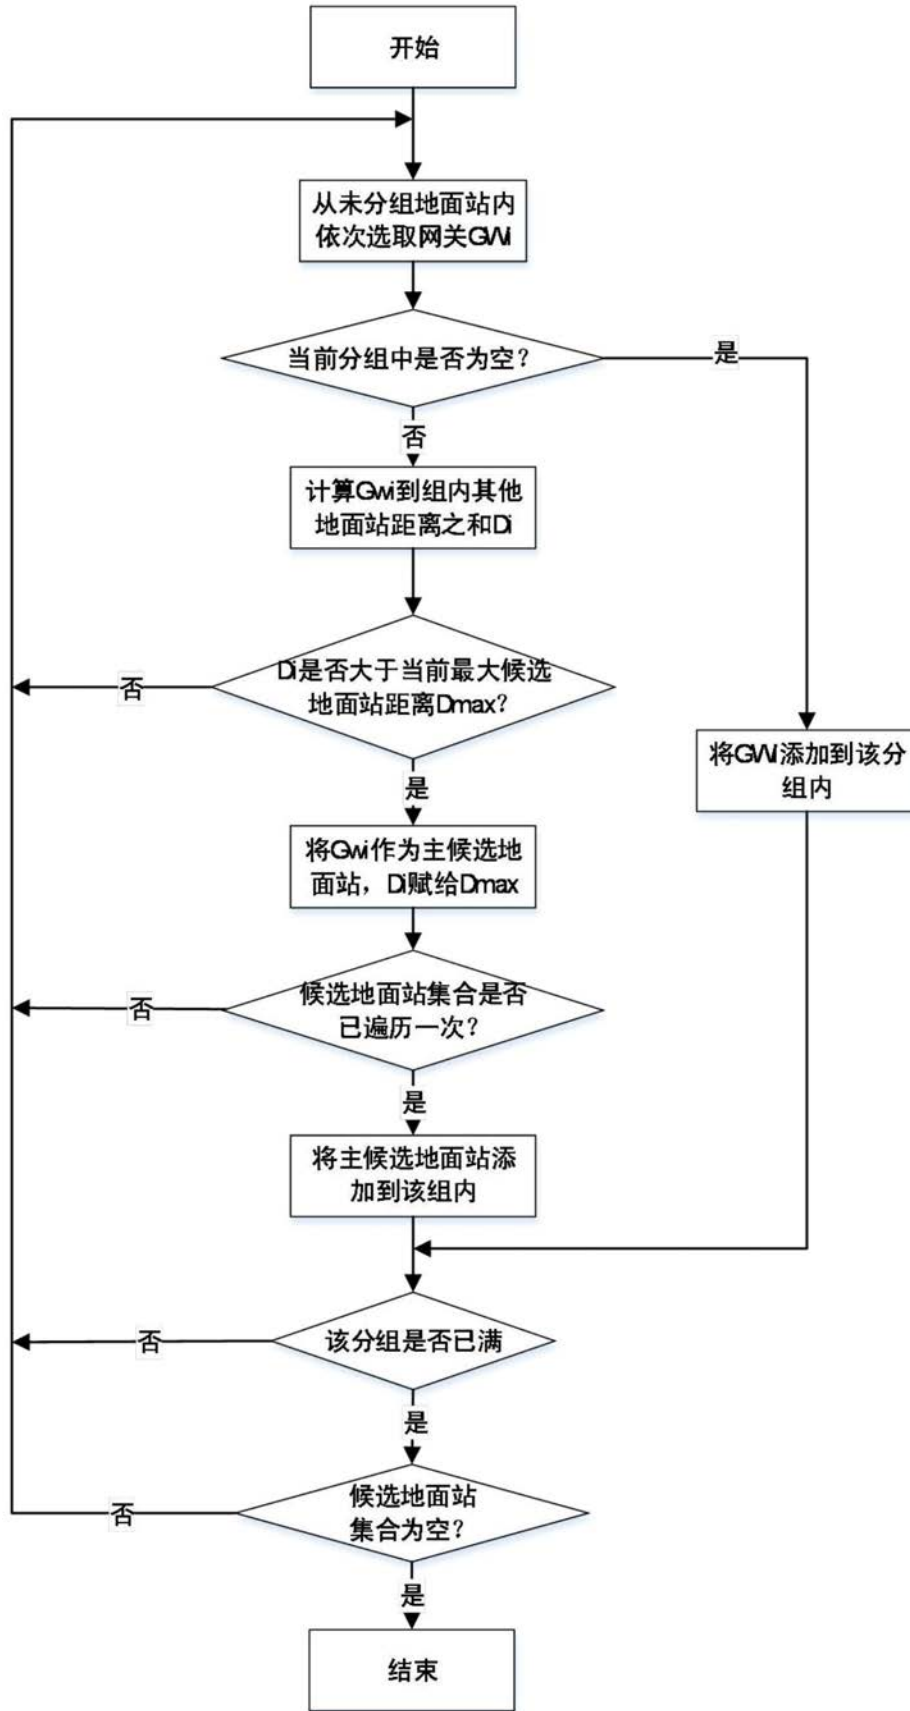 开始
从未分组地面站内
依次选取网关GWi
当前分组中是否为空?
是
否
计算Gwi到组内其他
地面站距离之和Di
Di是否大于当前最大候选
地面站距离Dmax?
否
是
将GWi添加到该分
组内
将Gwi作为主候选地
面站，Di赋给Dmax
候选地面站集合是否
已遍历一次?
否
是
将主候选地面站添
加到该组内
该分组是否已满
否
是
候选地面站
集合为空?
否
是
结束